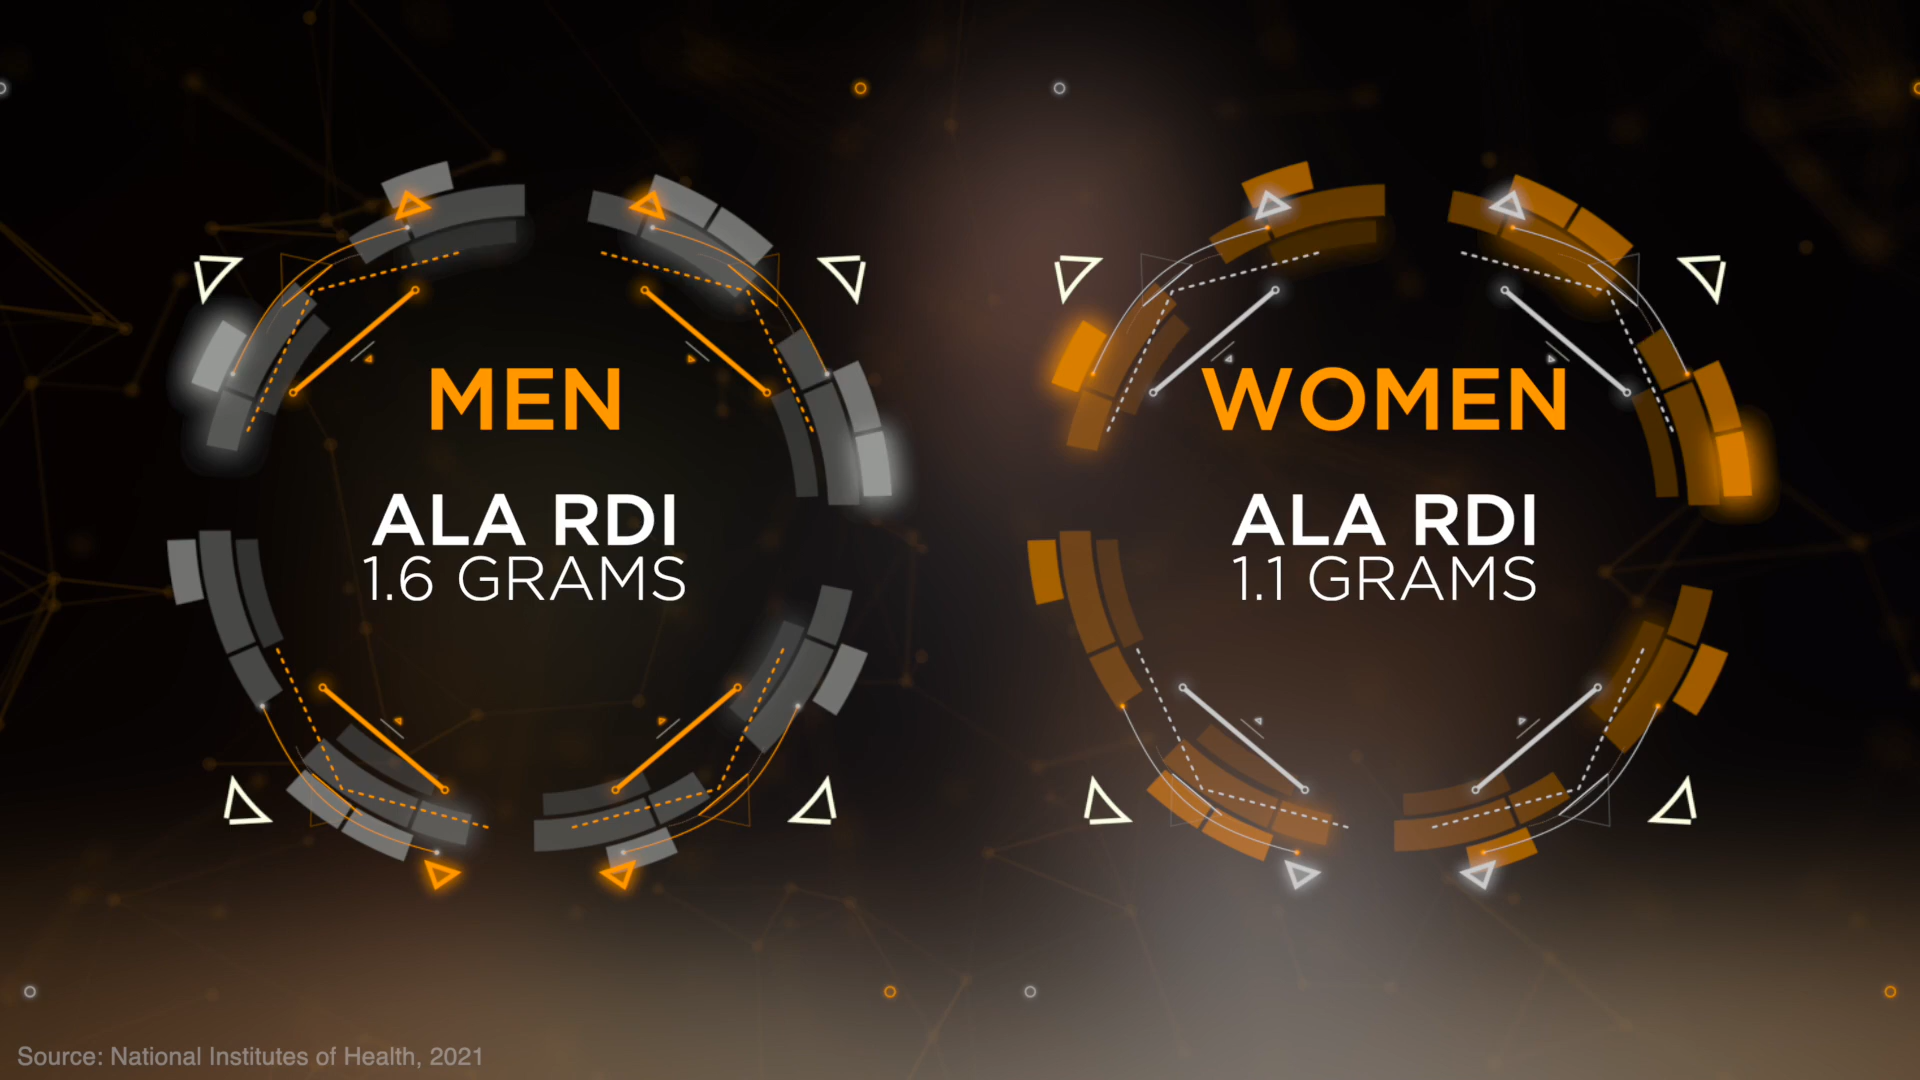 MEN
ALA RDI
1.6 GRAMS
WOMEN
ALA RDI
1.1 GRAMS
Source: National Institutes of Health, 2021